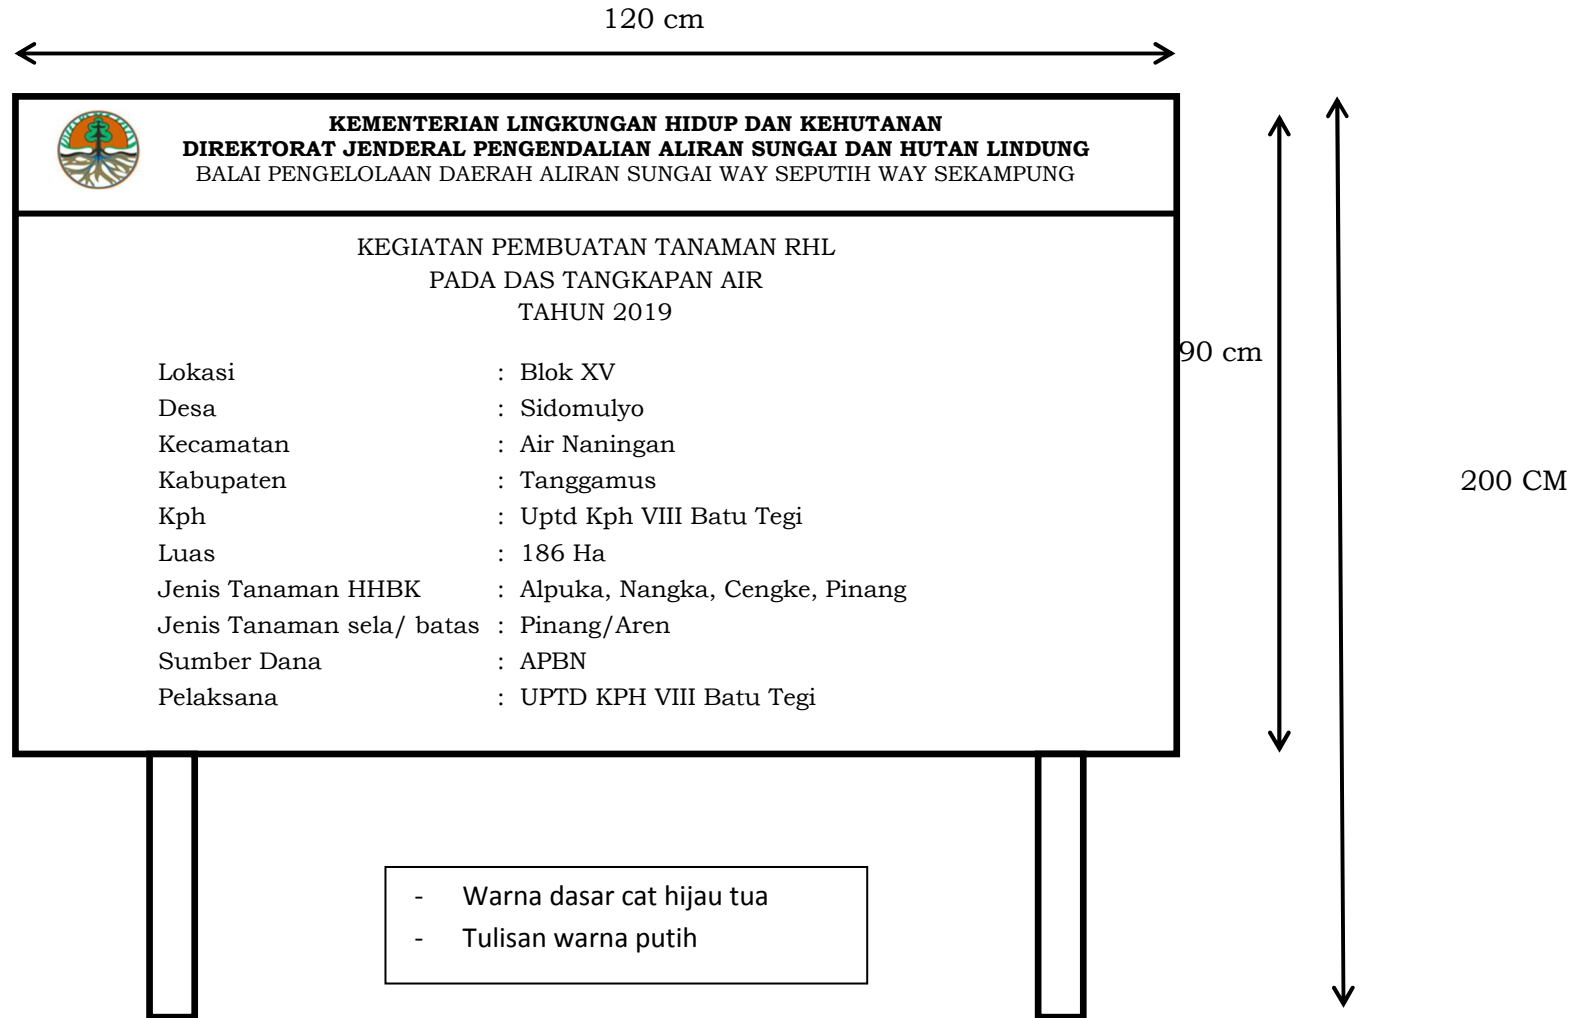 120 cm
KEMENTERIAN LINGKUNGAN HIDUP DAN KEHUTANAN
DIREKTORAT JENDERAL PENGENDALIAN ALIRAN SUNGAI DAN HUTAN LINDUNG
BALAI PENGELOLAAN DAERAH ALIRAN SUNGAI WAY SEPUTIH WAY SEKAMPUNG
KEGIATAN PEMBUATAN TANAMAN RHL
PADA DAS TANGKAPAN AIR
TAHUN 2019
Lokasi : Blok XV
Desa : Sidomulyo
Kecamatan : Air Naningan
Kabupaten : Tanggamus
Kph : Uptd Kph VIII Batu Tegi
Luas : 186 Ha
Jenis Tanaman HHBK : Alpuka, Nangka, Cengke, Pinang
Jenis Tanaman sela/ batas : Pinang/Aren
Sumber Dana : APBN
Pelaksana : UPTD KPH VIII Batu Tegi
90 cm
200 CM
- Warna dasar cat hijau tua
- Tulisan warna putih